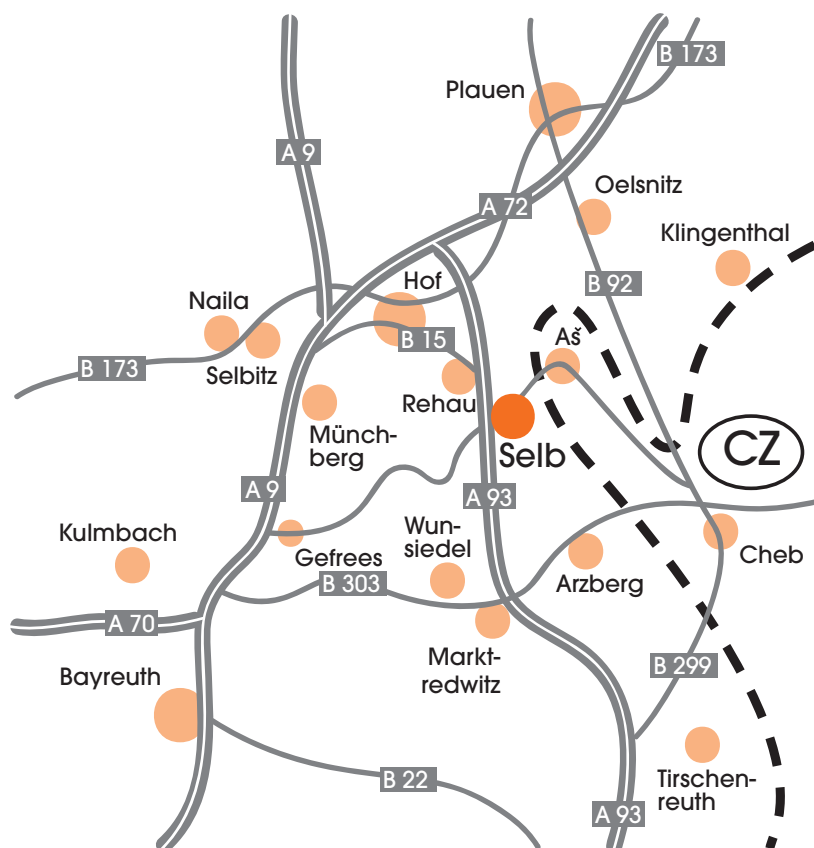 B 173
Plauen
A 9
Oelsnitz
A 72
Klingenthal
Hof
B 92
Naila
B 15
Aš
Selbitz
B 173
Rehau
Münch-
berg
Selb
CZ
A 9
A 93
Kulmbach
Wun-
siedel
Gefrees
Cheb
Arzberg
B 303
A 70
Markt-
redwitz
B 299
Bayreuth
B 22
Tirschen-
reuth
A 93